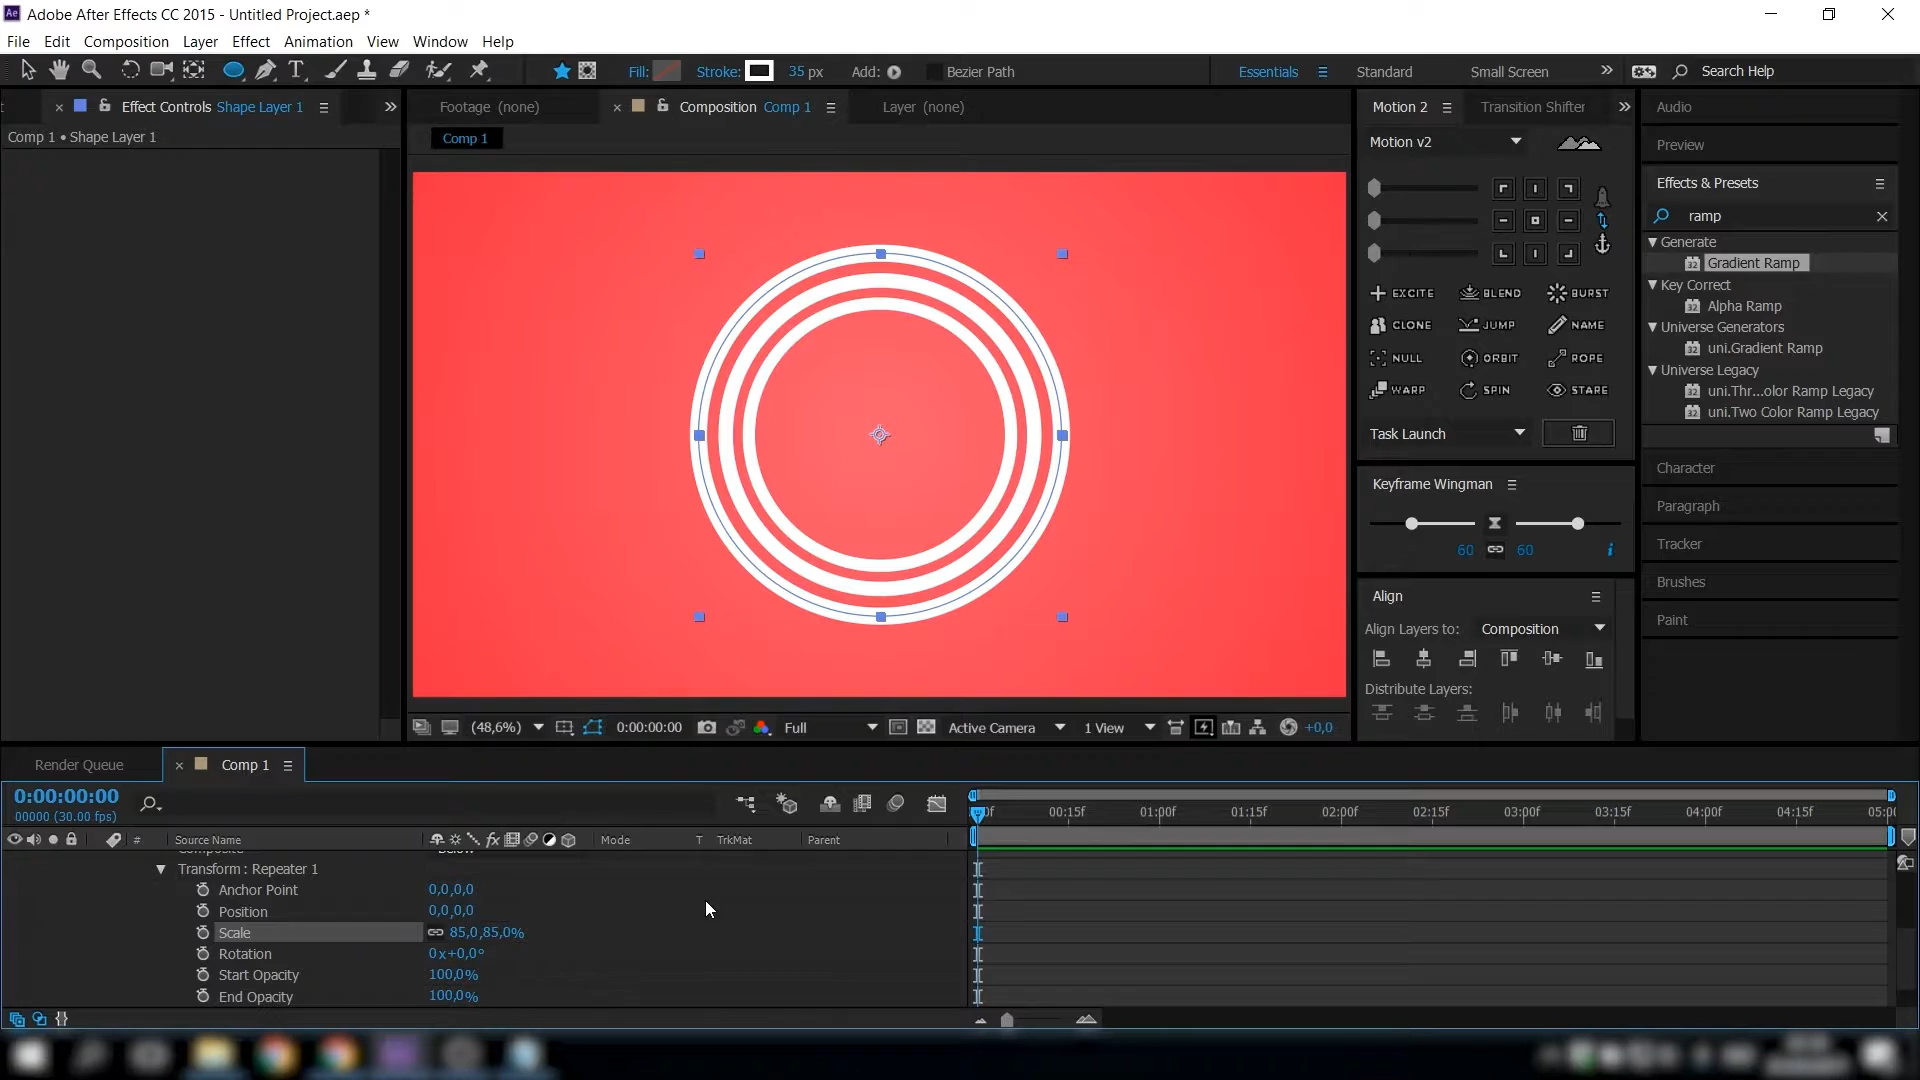 Ae Adobe After Effects CC 2015 - Untitled Project.aep *
File Edit Composition Layer Effect Animation View Window Help
T Fill: Stroke: 35 px Add: Bezier Path Essentials Standard Small Screen Search Help
Effect Controls Shape Layer 1
Comp 1 • Shape Layer 1
Footage (none) Composition Comp 1 Layer (none)
Comp 1
(48,6%) 0:00:00:00 Full Active Camera 1 View +0,0
Motion 2 Transition Shifter
Motion v2
EXCITE BLEND BURST
CLONE JUMP NAME
NULL ORBIT ROPE
WARP SPIN STARE
Task Launch
Keyframe Wingman
60 60 i
Align
Align Layers to: Composition
Distribute Layers:
Audio
Preview
Effects & Presets
ramp
Generate
32 Gradient Ramp
Key Correct
32 Alpha Ramp
Universe Generators
32 uni.Gradient Ramp
Universe Legacy
32 uni.Thr...olor Ramp Legacy
32 uni.Two Color Ramp Legacy
Character
Paragraph
Tracker
Brushes
Paint
Render Queue Comp 1
0:00:00:00
00000 (30.00 fps)
# Source Name fx Mode T TrkMat Parent
00f 00:15f 01:00f 01:15f 02:00f 02:15f 03:00f 03:15f 04:00f 04:15f 05:00
Transform : Repeater 1
Anchor Point 0,0,0,0
Position 0,0,0,0
Scale 85,0,85,0%
Rotation 0x+0,0°
Start Opacity 100,0%
End Opacity 100,0%